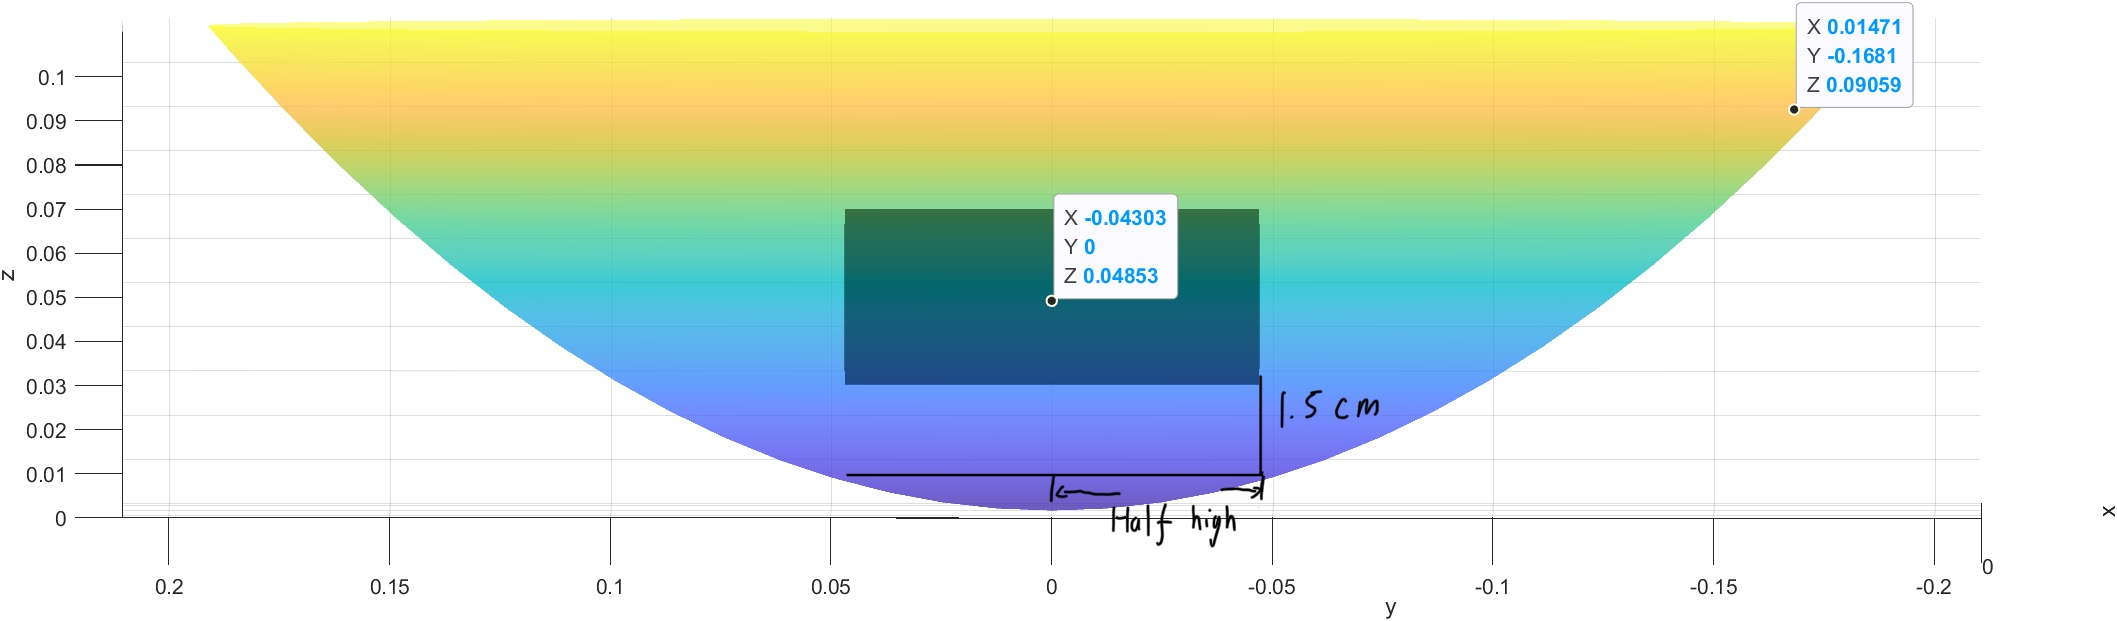 X 0.01471
Y -0.1681
Z 0.09059
0.1
0.09
0.08
0.07
0.06
0.05
0.04
0.03
0.02
0.01
0
z
X -0.04303
Y 0
Z 0.04853
1.5 cm
Half high
0.2
0.15
0.1
0.05
0
-0.05
-0.1
-0.15
-0.2
0
y
x